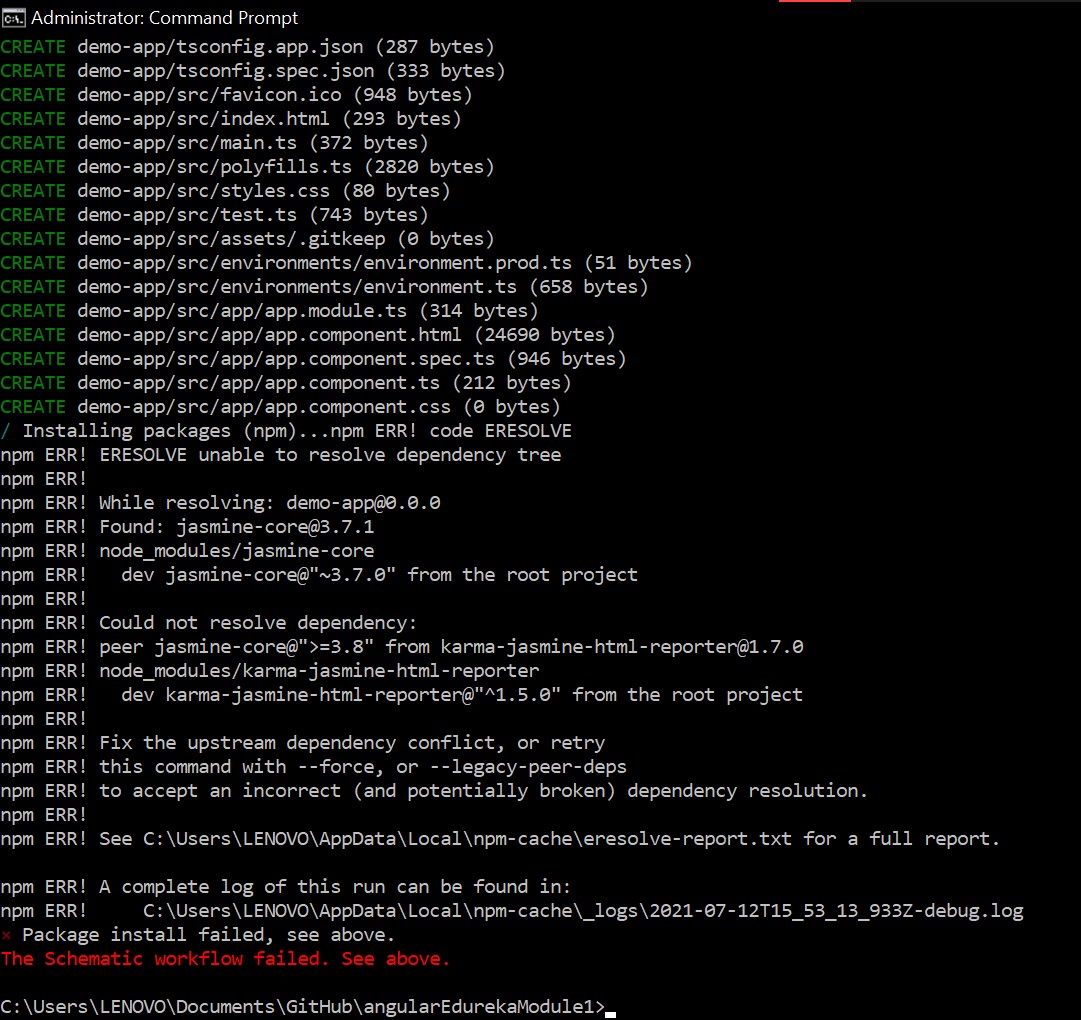 Administrator: Command Prompt
CREATE demo-app/tsconfig.app.json (287 bytes)
CREATE demo-app/tsconfig.spec.json (333 bytes)
CREATE demo-app/src/favicon.ico (948 bytes)
CREATE demo-app/src/index.html (293 bytes)
CREATE demo-app/src/main.ts (372 bytes)
CREATE demo-app/src/polyfills.ts (2820 bytes)
CREATE demo-app/src/styles.css (80 bytes)
CREATE demo-app/src/test.ts (743 bytes)
CREATE demo-app/src/assets/.gitkeep (0 bytes)
CREATE demo-app/src/environments/environment.prod.ts (51 bytes)
CREATE demo-app/src/environments/environment.ts (658 bytes)
CREATE demo-app/src/app/app.module.ts (314 bytes)
CREATE demo-app/src/app/app.component.html (24690 bytes)
CREATE demo-app/src/app/app.component.spec.ts (946 bytes)
CREATE demo-app/src/app/app.component.ts (212 bytes)
CREATE demo-app/src/app/app.component.css (0 bytes)
/ Installing packages (npm)...npm ERR! code ERESOLVE
npm ERR! ERESOLVE unable to resolve dependency tree
npm ERR!
npm ERR! While resolving: demo-app@0.0.0
npm ERR! Found: jasmine-core@3.7.1
npm ERR! node_modules/jasmine-core
npm ERR!   dev jasmine-core@"~3.7.0" from the root project
npm ERR!
npm ERR! Could not resolve dependency:
npm ERR! peer jasmine-core@">=3.8" from karma-jasmine-html-reporter@1.7.0
npm ERR! node_modules/karma-jasmine-html-reporter
npm ERR!   dev karma-jasmine-html-reporter@"^1.5.0" from the root project
npm ERR!
npm ERR! Fix the upstream dependency conflict, or retry
npm ERR! this command with --force, or --legacy-peer-deps
npm ERR! to accept an incorrect (and potentially broken) dependency resolution.
npm ERR!
npm ERR! See C:\Users\LENOVO\AppData\Local\npm-cache\eresolve-report.txt for a full report.
npm ERR! A complete log of this run can be found in:
npm ERR!     C:\Users\LENOVO\AppData\Local\npm-cache\_logs\2021-07-12T15_53_13_933Z-debug.log
× Package install failed, see above.
The Schematic workflow failed. See above.
C:\Users\LENOVO\Documents\GitHub\angularEdurekaModule1>